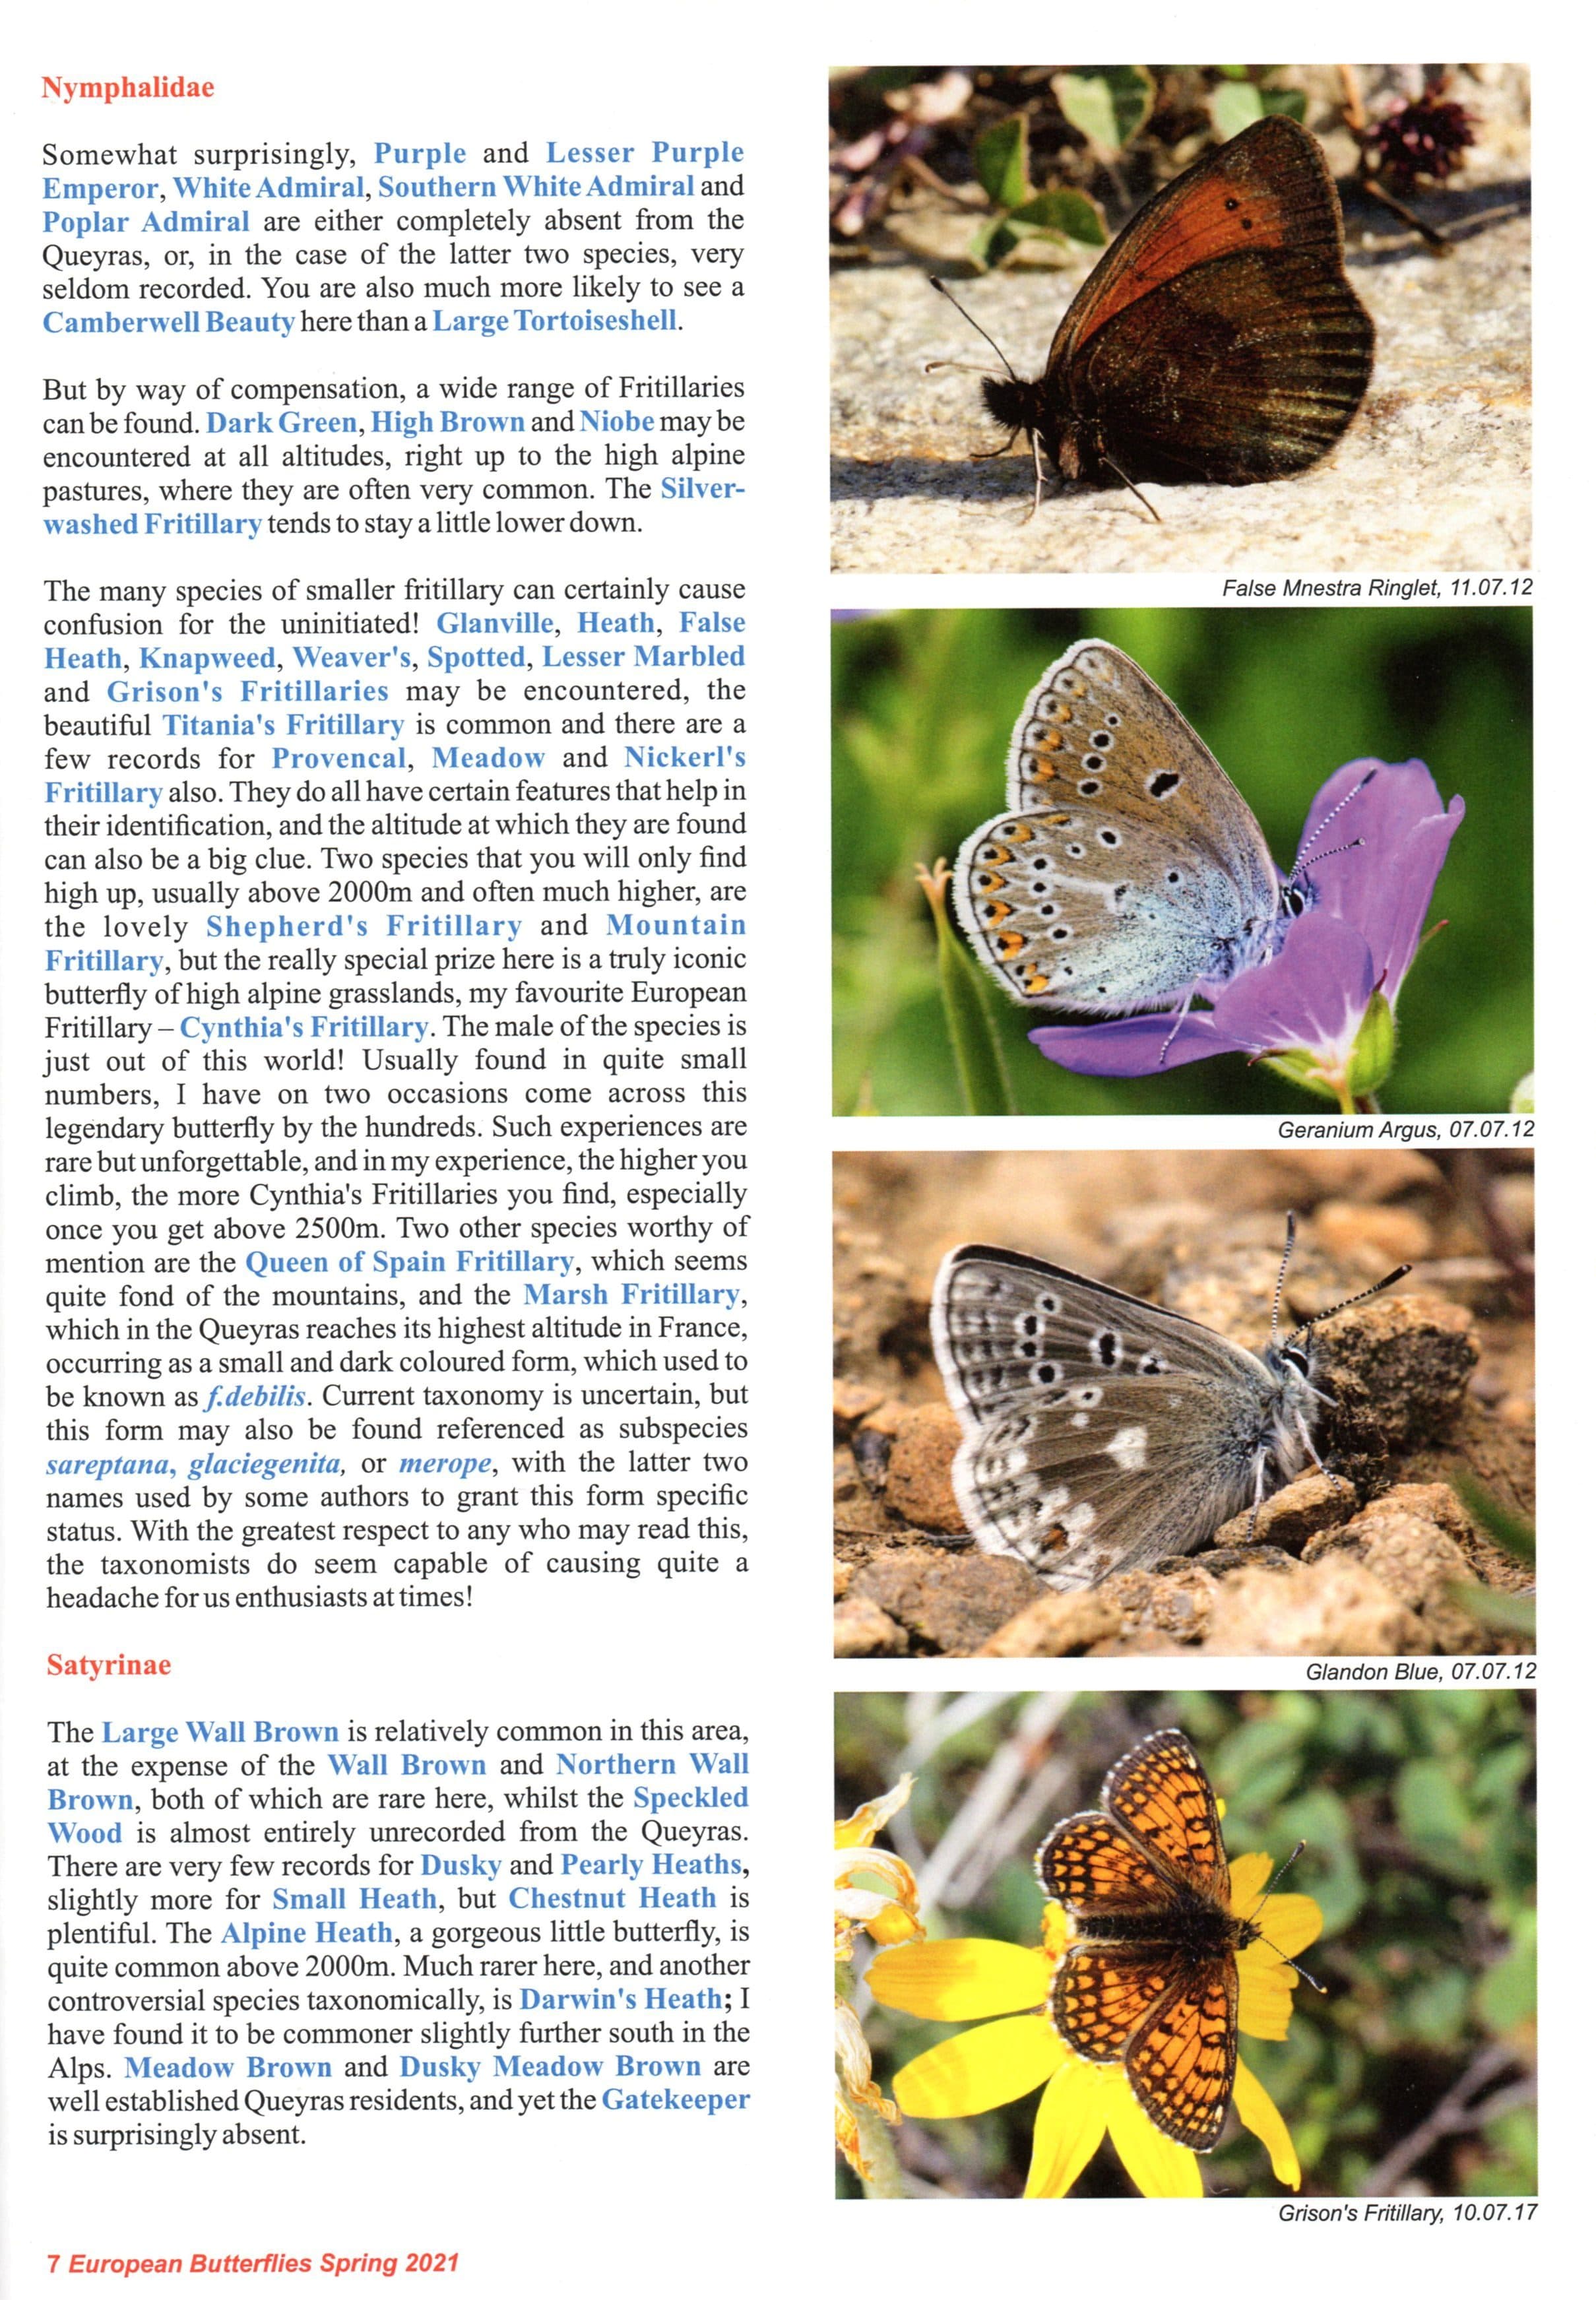 Nymphalidae
Somewhat surprisingly, Purple and Lesser Purple
Emperor, White Admiral, Southern White Admiral and
Poplar Admiral are either completely absent from the
Queyras, or, in the case of the latter two species, very
seldom recorded. You are also much more likely to see a
Camberwell Beauty here than a Large Tortoiseshell.
But by way of compensation, a wide range of Fritillaries
can be found. Dark Green, High Brown and Niobe may be
encountered at all altitudes, right up to the high alpine
pastures, where they are often very common. The Silver-
washed Fritillary tends to stay a little lower down.
The many species of smaller fritillary can certainly cause
confusion for the uninitiated! Glanville, Heath, False
Heath, Knapweed, Weaver's, Spotted, Lesser Marbled
and Grison's Fritillaries may be encountered, the
beautiful Titania's Fritillary is common and there are a
few records for Provencal, Meadow and Nickerl's
Fritillary also. They do all have certain features that help in
their identification, and the altitude at which they are found
can also be a big clue. Two species that you will only find
high up, usually above 2000m and often much higher, are
the lovely Shepherd's Fritillary and Mountain
Fritillary, but the really special prize here is a truly iconic
butterfly of high alpine grasslands, my favourite European
Fritillary – Cynthia's Fritillary. The male of the species is
just out of this world! Usually found in quite small
numbers, I have on two occasions come across this
legendary butterfly by the hundreds. Such experiences are
rare but unforgettable, and in my experience, the higher you
climb, the more Cynthia's Fritillaries you find, especially
once you get above 2500m. Two other species worthy of
mention are the Queen of Spain Fritillary, which seems
quite fond of the mountains, and the Marsh Fritillary,
which in the Queyras reaches its highest altitude in France,
occurring as a small and dark coloured form, which used to
be known as f.debilis. Current taxonomy is uncertain, but
this form may also be found referenced as subspecies
sareptana, glaciegenita, or merope, with the latter two
names used by some authors to grant this form specific
status. With the greatest respect to any who may read this,
the taxonomists do seem capable of causing quite a
headache for us enthusiasts at times!
Satyrinae
The Large Wall Brown is relatively common in this area,
at the expense of the Wall Brown and Northern Wall
Brown, both of which are rare here, whilst the Speckled
Wood is almost entirely unrecorded from the Queyras.
There are very few records for Dusky and Pearly Heaths,
slightly more for Small Heath, but Chestnut Heath is
plentiful. The Alpine Heath, a gorgeous little butterfly, is
quite common above 2000m. Much rarer here, and another
controversial species taxonomically, is Darwin's Heath; I
have found it to be commoner slightly further south in the
Alps. Meadow Brown and Dusky Meadow Brown are
well established Queyras residents, and yet the Gatekeeper
is surprisingly absent.
7 European Butterflies Spring 2021
False Mnestra Ringlet, 11.07.12
Geranium Argus, 07.07.12
Glandon Blue, 07.07.12
Grison's Fritillary, 10.07.17